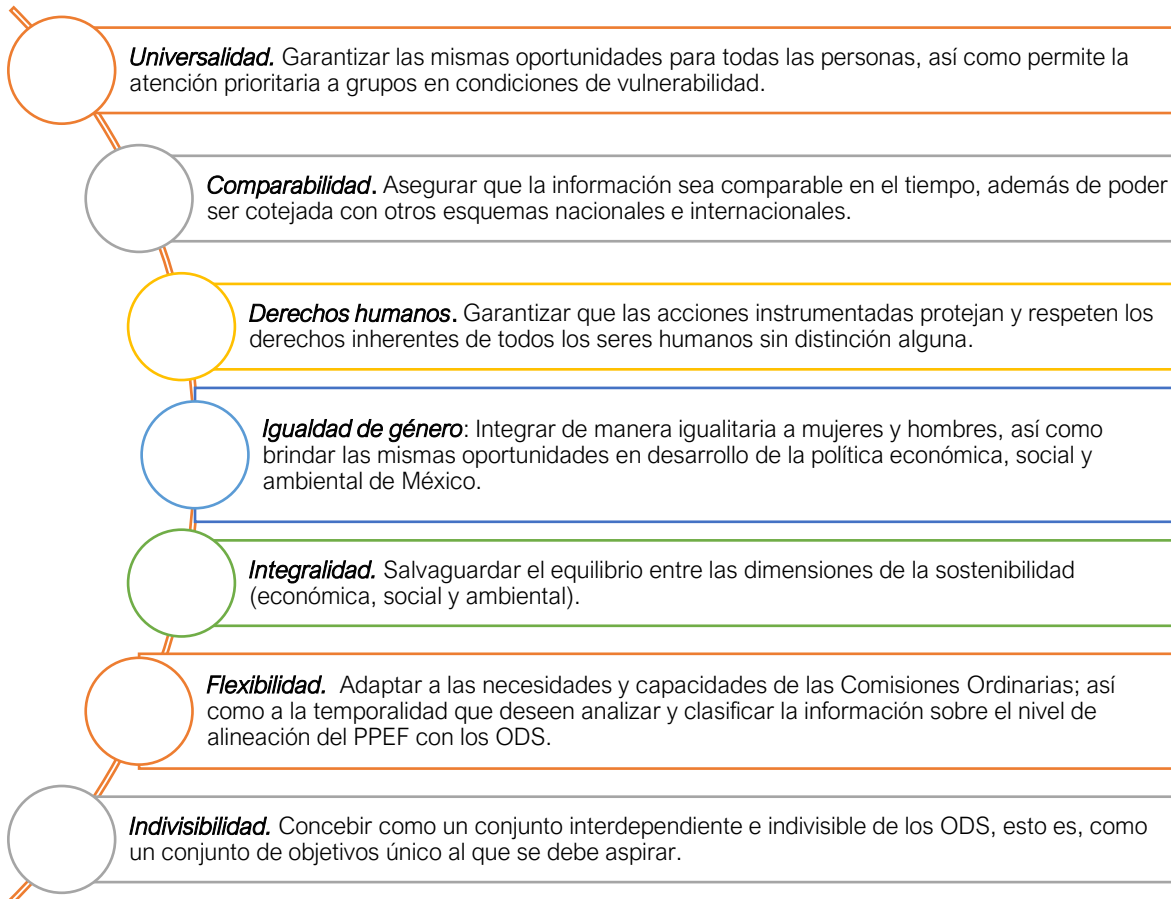 Universalidad. Garantizar las mismas oportunidades para todas las personas, así como permite la
atención prioritaria a grupos en condiciones de vulnerabilidad.
Comparabilidad. Asegurar que la información sea comparable en el tiempo, además de poder
ser cotejada con otros esquemas nacionales e internacionales.
Derechos humanos. Garantizar que las acciones instrumentadas protejan y respeten los
derechos inherentes de todos los seres humanos sin distinción alguna.
Igualdad de género: Integrar de manera igualitaria a mujeres y hombres, así como
brindar las mismas oportunidades en desarrollo de la política económica, social y
ambiental de México.
Integralidad. Salvaguardar el equilibrio entre las dimensiones de la sostenibilidad
(económica, social y ambiental).
Flexibilidad. Adaptar a las necesidades y capacidades de las Comisiones Ordinarias; así
como a la temporalidad que deseen analizar y clasificar la información sobre el nivel de
alineación del PPEF con los ODS.
Indivisibilidad. Concebir como un conjunto interdependiente e indivisible de los ODS, esto es, como
un conjunto de objetivos único al que se debe aspirar.